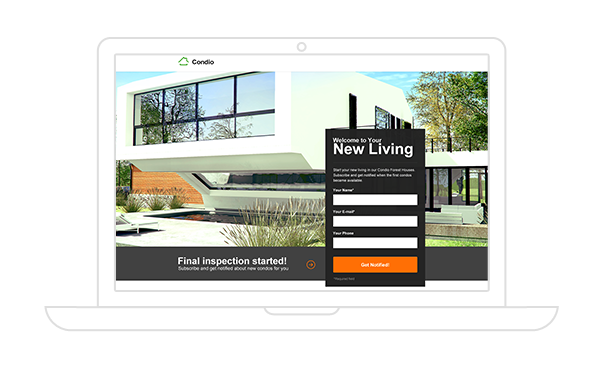 Condio
Welcome to Your
New Living
Start your new living in our Condio Forest Houses.
Subscribe and get notified when the first condos
become available.
Your Name*
Your E-mail*
Your Phone
Get Notified!
*Required field
Final inspection started!
Subscribe and get notified about new condos for you